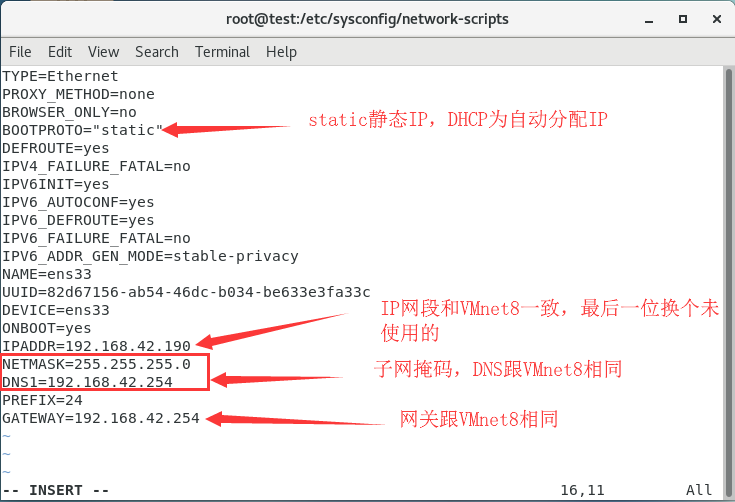 root@test:/etc/sysconfig/network-scripts
File Edit View Search Terminal Help
TYPE=Ethernet
PROXY_METHOD=none
BROWSER_ONLY=no
BOOTPROTO="static"
static静态IP，DHCP为自动分配IP
DEFROUTE=yes
IPV4_FAILURE_FATAL=no
IPV6INIT=yes
IPV6_AUTOCONF=yes
IPV6_DEFROUTE=yes
IPV6_FAILURE_FATAL=no
IPV6_ADDR_GEN_MODE=stable-privacy
NAME=ens33
UUID=82d67156-ab54-46dc-b034-be633e3fa33c
DEVICE=ens33
ONBOOT=yes
IPADDR=192.168.42.190
IP网段和VMnet8一致，最后一位换个未
使用的
NETMASK=255.255.255.0
DNS1=192.168.42.254
子网掩码，DNS跟VMnet8相同
PREFIX=24
GATEWAY=192.168.42.254
网关跟VMnet8相同
~
~
~
-- INSERT -- 16,11 All